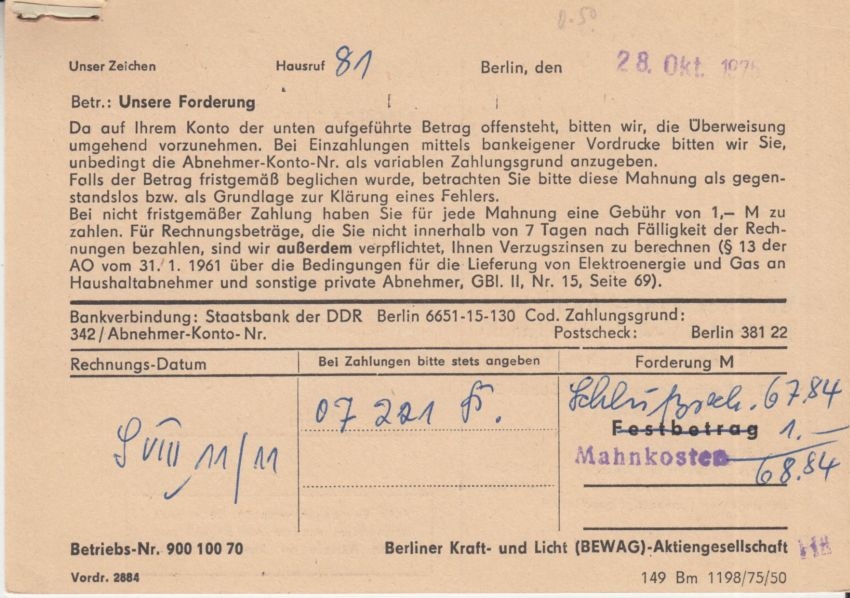 Unser Zeichen Hausruf 81 Berlin, den 28. Okt.
Betr.: Unsere Forderung
Da auf Ihrem Konto der unten aufgeführte Betrag offensteht, bitten wir, die Überweisung
umgehend vorzunehmen. Bei Einzahlungen mittels bankeigener Vordrucke bitten wir Sie,
unbedingt die Abnehmer-Konto-Nr. als variablen Zahlungsgrund anzugeben.
Falls der Betrag fristgemäß beglichen wurde, betrachten Sie bitte diese Mahnung als gegen-
standslos bzw. als Grundlage zur Klärung eines Fehlers.
Bei nicht fristgemäßer Zahlung haben Sie für jede Mahnung eine Gebühr von 1,– M zu
zahlen. Für Rechnungsbeträge, die Sie nicht innerhalb von 7 Tagen nach Fälligkeit der Rech-
nungen bezahlen, sind wir außerdem verpflichtet, Ihnen Verzugszinsen zu berechnen (§ 13 der
AO vom 31. 1. 1961 über die Bedingungen für die Lieferung von Elektroenergie und Gas an
Haushaltabnehmer und sonstige private Abnehmer, GBl. II, Nr. 15, Seite 69).
Bankverbindung: Staatsbank der DDR Berlin 6651-15-130 Cod. Zahlungsgrund:
342/Abnehmer-Konto-Nr. Postscheck: Berlin 381 22
Rechnungs-Datum Bei Zahlungen bitte stets angeben Forderung M
07 221 Schlußrech. 67.84
Festbetrag 1.—
VIII 11/11 Mahnkosten 68.84
Betriebs-Nr. 900 100 70 Berliner Kraft- und Licht (BEWAG)-Aktiengesellschaft
Vordr. 2884 149 Bm 1198/75/50